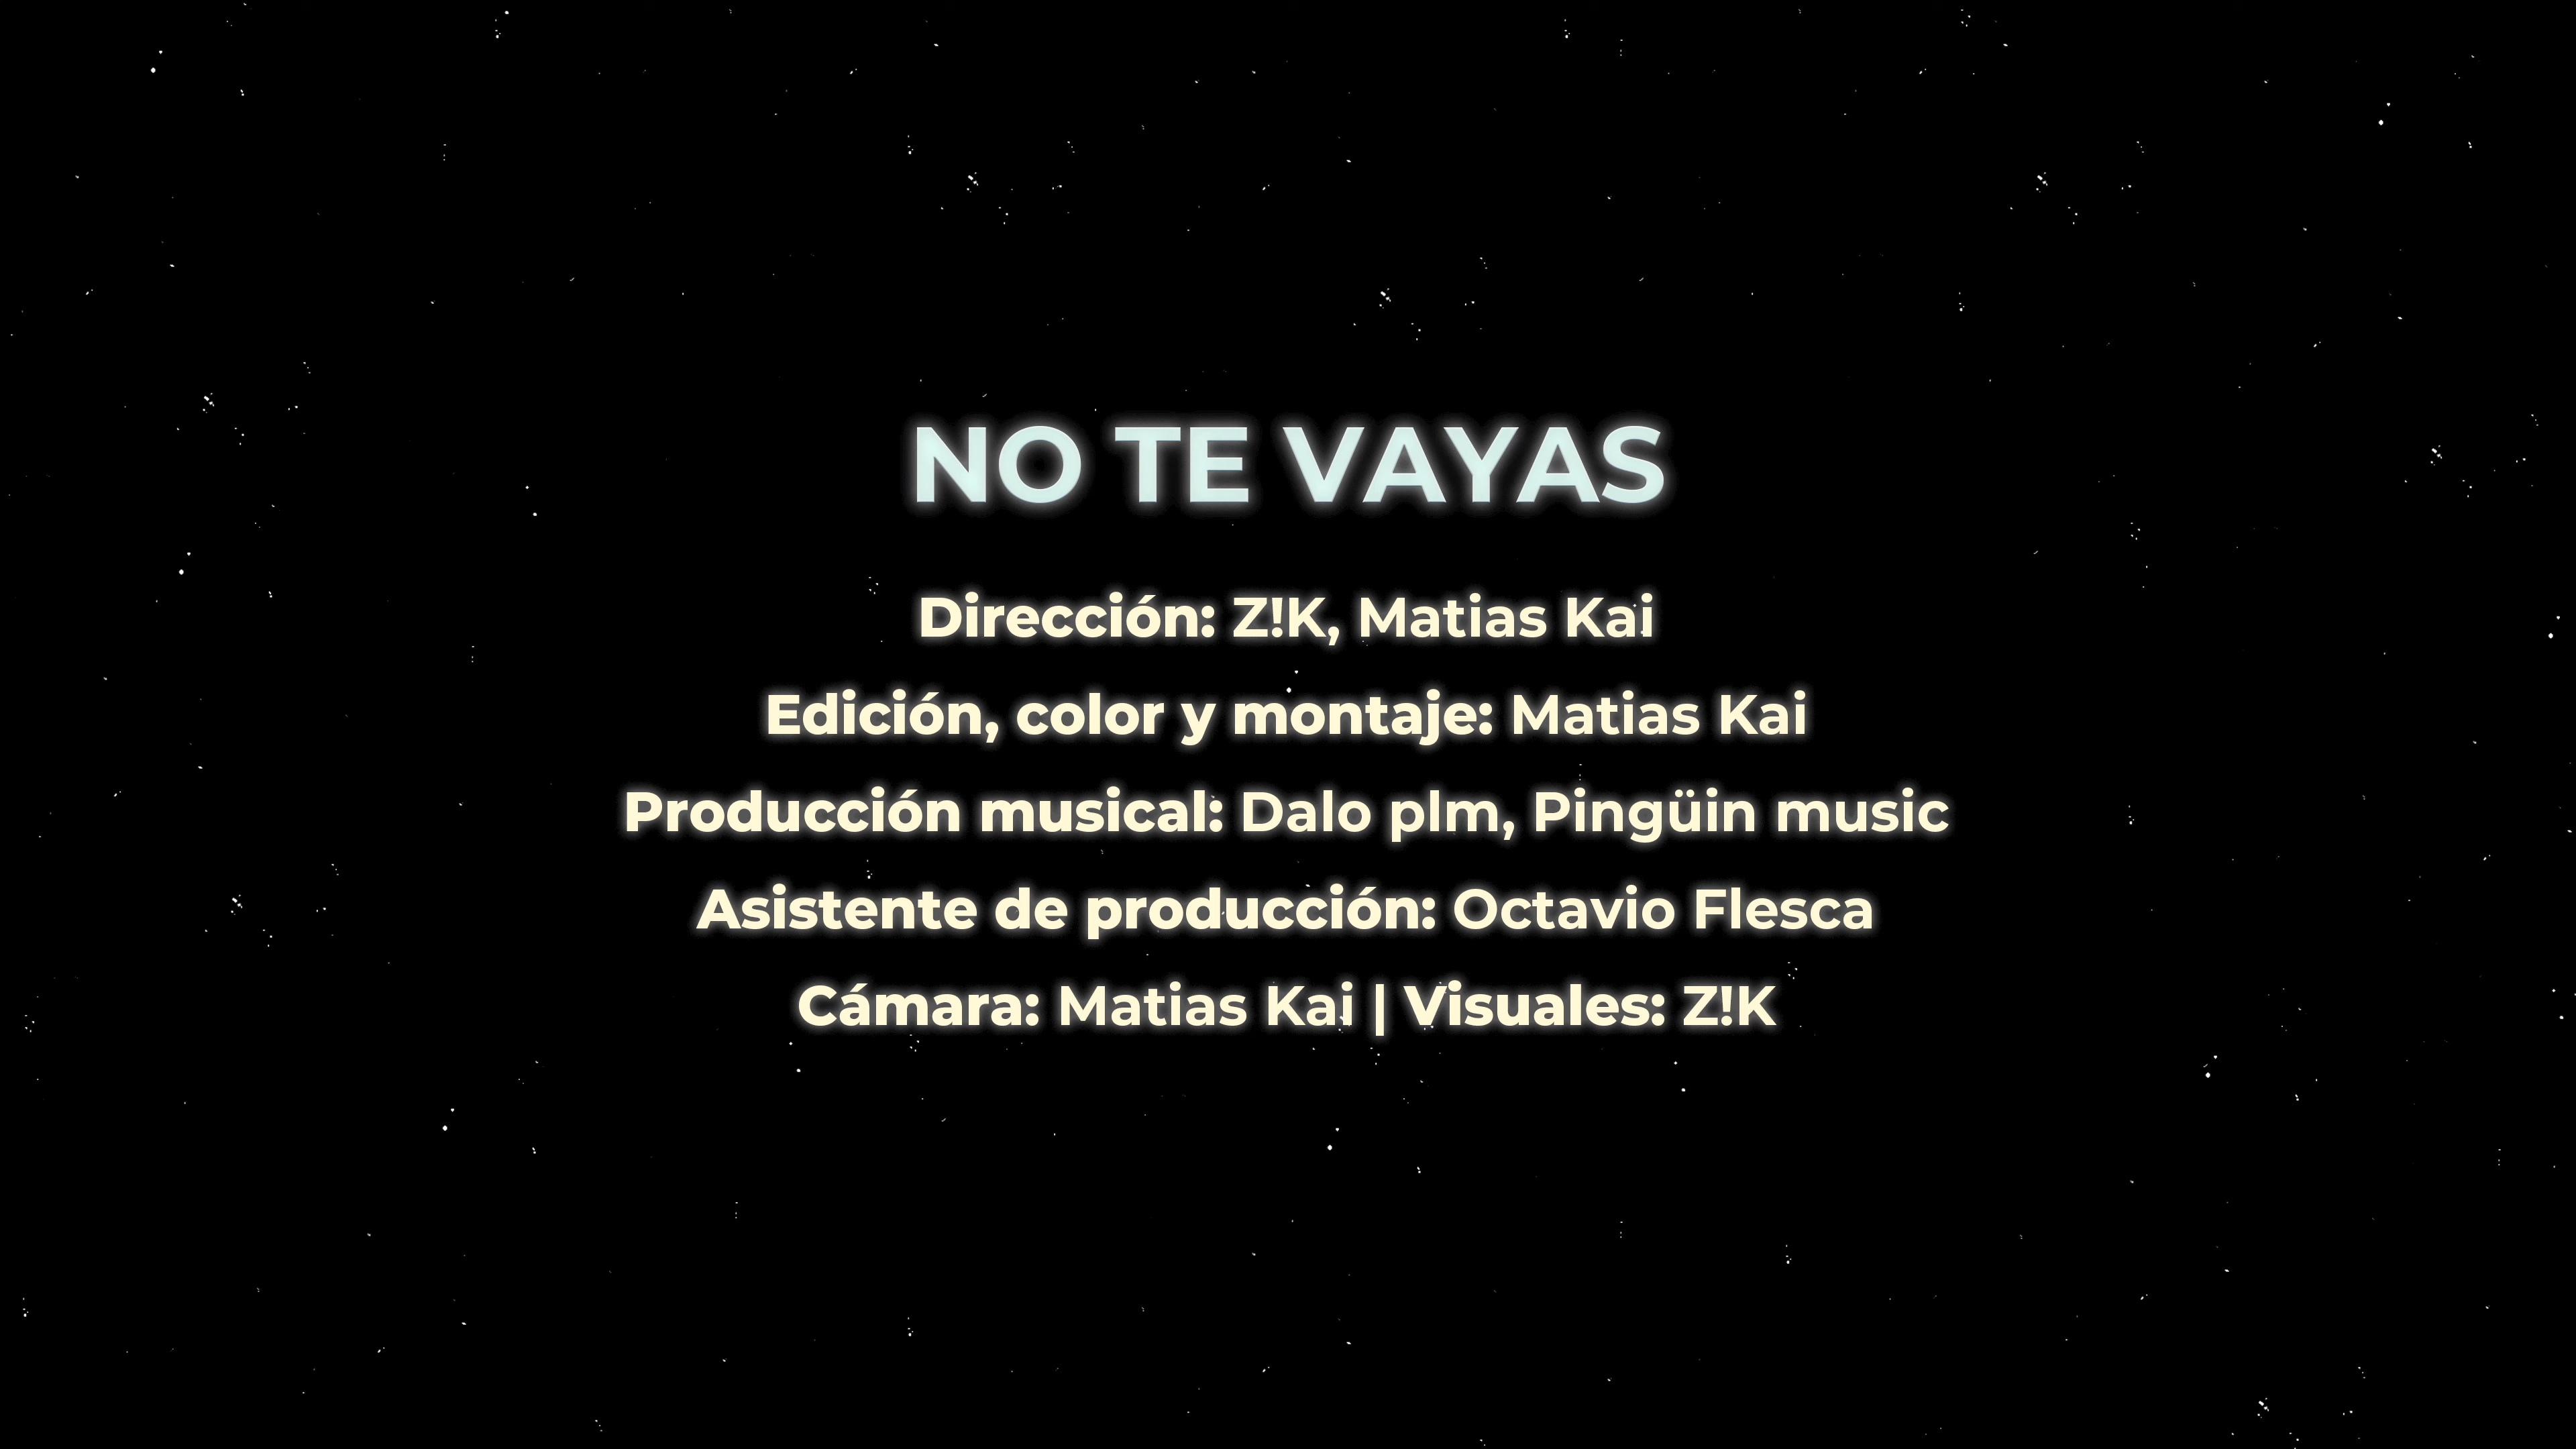 NO TE VAYAS
Dirección: Z!K, Matias Kai
Edición, color y montaje: Matias Kai
Producción musical: Dalo plm, Pingüin music
Asistente de producción: Octavio Flesca
Cámara: Matias Kai | Visuales: Z!K